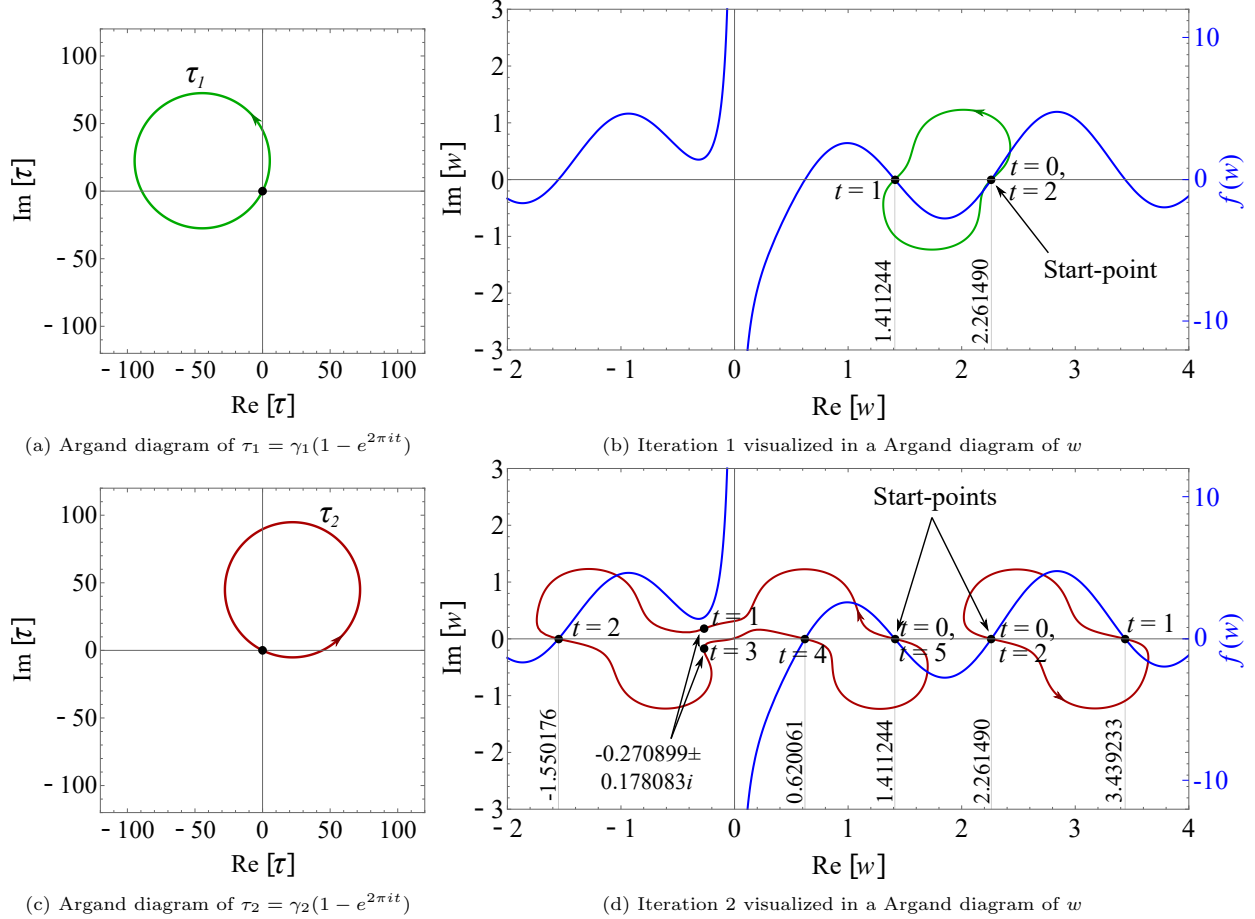 τ1
Im [τ]
100
50
0
- 50
- 100
- 100
- 50
0
50
100
Re [τ]
(a) Argand diagram of τ1 = γ1(1 − e^{2πit})
Im [w]
3
2
1
0
- 1
- 2
- 3
- 2
- 1
0
1
2
3
4
Re [w]
10
0
-10
f (w)
t = 1
t = 0,
t = 2
Start-point
1.411244
2.261490
(b) Iteration 1 visualized in a Argand diagram of w
τ2
Im [τ]
100
50
0
- 50
- 100
- 100
- 50
0
50
100
Re [τ]
(c) Argand diagram of τ2 = γ2(1 − e^{2πit})
Im [w]
3
2
1
0
- 1
- 2
- 3
- 2
- 1
0
1
2
3
4
Re [w]
10
0
-10
f (w)
Start-points
t = 2
t = 1
t = 3
t = 4
t = 0,
t = 5
t = 0,
t = 2
t = 1
-1.550176
-0.270899±
0.178083i
0.620061
1.411244
2.261490
3.439233
(d) Iteration 2 visualized in a Argand diagram of w